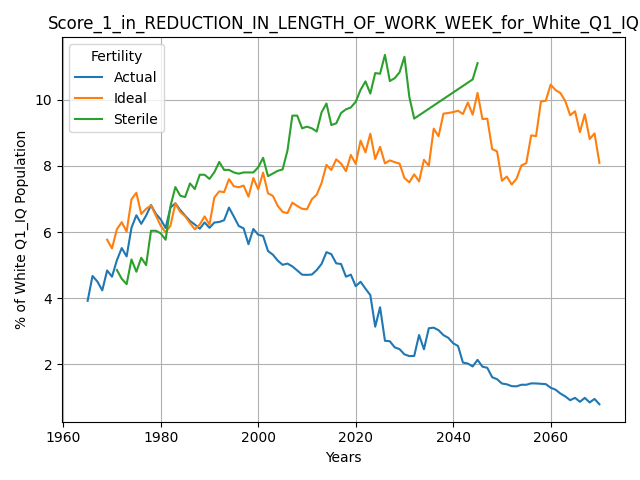 Score_1_in_REDUCTION_IN_LENGTH_OF_WORK_WEEK_for_White_Q1_IQ
Fertility
Actual
Ideal
Sterile
% of White Q1_IQ Population
10
8
6
4
2
1960 1980 2000 2020 2040 2060
Years